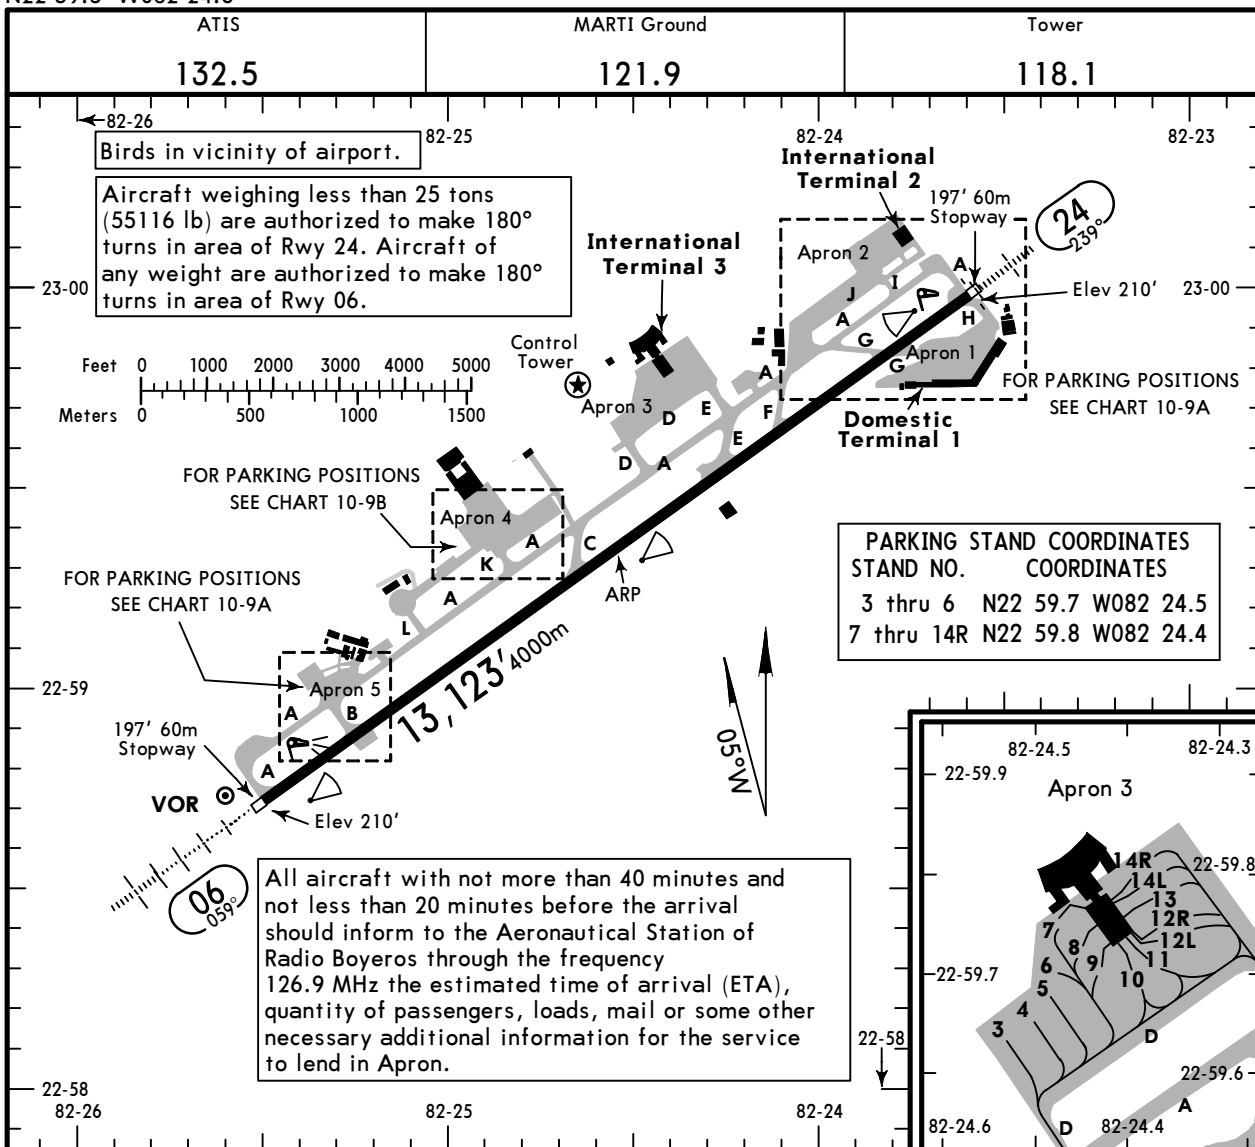 ATIS
132.5
MARTI Ground
121.9
Tower
118.1
82-26
82-25
82-24
82-23
Birds in vicinity of airport.
Aircraft weighing less than 25 tons
(55116 lb) are authorized to make 180°
turns in area of Rwy 24. Aircraft of
any weight are authorized to make 180°
turns in area of Rwy 06.
International
Terminal 2
197' 60m
Stopway
24
239°
International
Terminal 3
Apron 2
A
I
J
A
G
H
G
Apron 1
Elev 210'
23-00
23-00
Feet 0 1000 2000 3000 4000 5000
Meters 0 500 1000 1500
Control
Tower
Apron 3
D
E
A
F
E
D
A
Domestic
Terminal 1
FOR PARKING POSITIONS
SEE CHART 10-9A
FOR PARKING POSITIONS
SEE CHART 10-9B
Apron 4
A
K
C
A
ARP
L
FOR PARKING POSITIONS
SEE CHART 10-9A
PARKING STAND COORDINATES
STAND NO. COORDINATES
3 thru 6 N22 59.7 W082 24.5
7 thru 14R N22 59.8 W082 24.4
22-59
Apron 5
A
B
A
13,123' 4000m
197' 60m
Stopway
VOR
Elev 210'
06
059°
05°W
All aircraft with not more than 40 minutes and
not less than 20 minutes before the arrival
should inform to the Aeronautical Station of
Radio Boyeros through the frequency
126.9 MHz the estimated time of arrival (ETA),
quantity of passengers, loads, mail or some other
necessary additional information for the service
to lend in Apron.
22-58
22-58
82-26
82-25
82-24
82-24.5
82-24.3
22-59.9
Apron 3
14R
22-59.8
14L
13
12R
12L
7
8
11
9
10
6
22-59.7
5
4
3
D
22-59.6
A
82-24.6
D
82-24.4